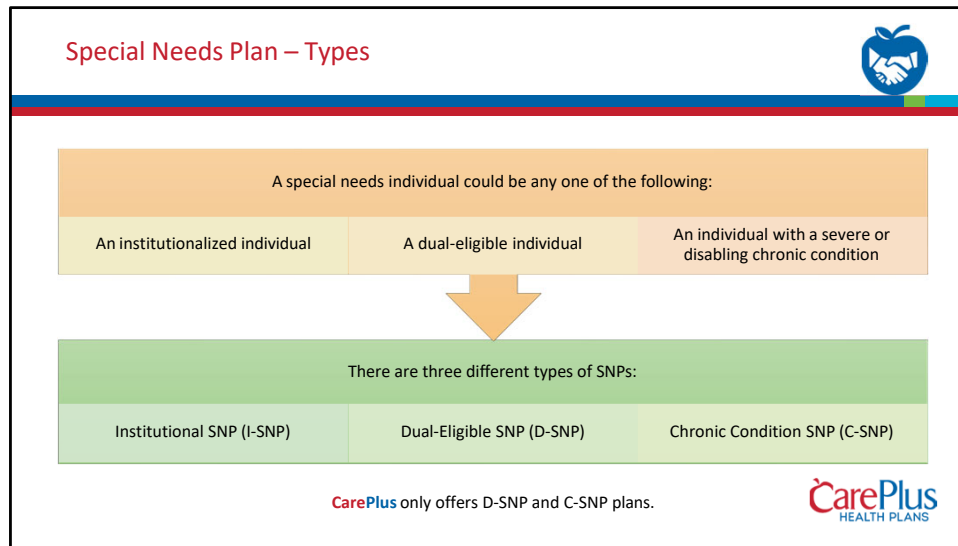 Special Needs Plan – Types
A special needs individual could be any one of the following:
An institutionalized individual
A dual-eligible individual
An individual with a severe or
disabling chronic condition
There are three different types of SNPs:
Institutional SNP (I-SNP)
Dual-Eligible SNP (D-SNP)
Chronic Condition SNP (C-SNP)
CarePlus only offers D-SNP and C-SNP plans.
CarePlus
HEALTH PLANS